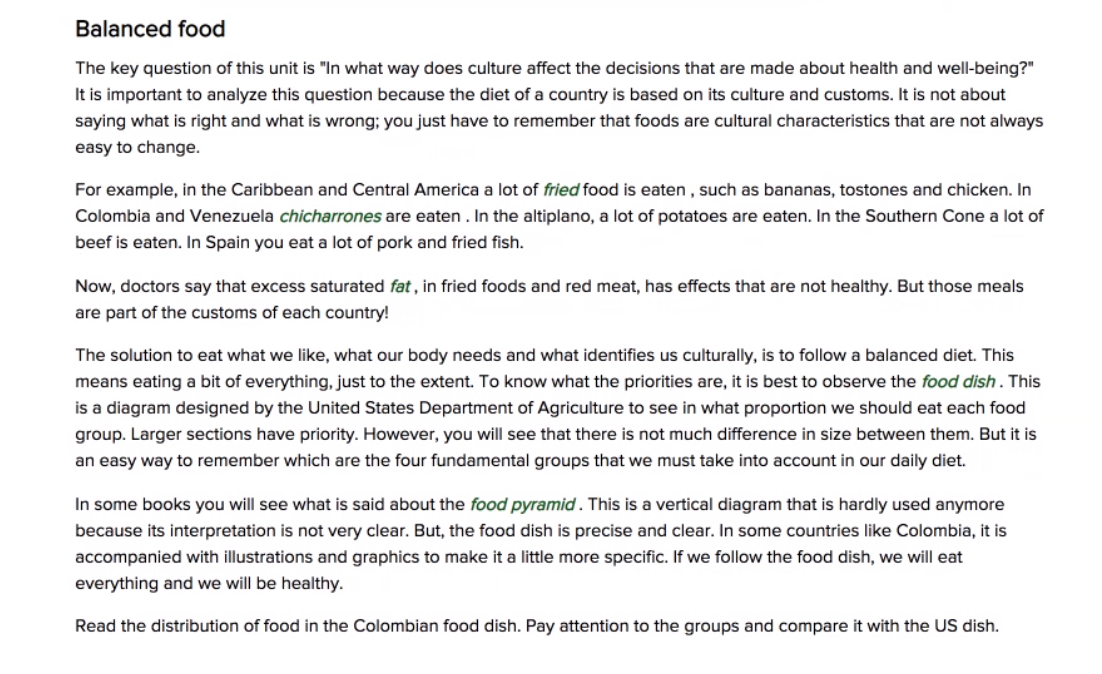 Balanced food
The key question of this unit is "In what way does culture affect the decisions that are made about health and well-being?"
It is important to analyze this question because the diet of a country is based on its culture and customs. It is not about
saying what is right and what is wrong; you just have to remember that foods are cultural characteristics that are not always
easy to change.
For example, in the Caribbean and Central America a lot of fried food is eaten , such as bananas, tostones and chicken. In
Colombia and Venezuela chicharrones are eaten . In the altiplano, a lot of potatoes are eaten. In the Southern Cone a lot of
beef is eaten. In Spain you eat a lot of pork and fried fish.
Now, doctors say that excess saturated fat , in fried foods and red meat, has effects that are not healthy. But those meals
are part of the customs of each country!
The solution to eat what we like, what our body needs and what identifies us culturally, is to follow a balanced diet. This
means eating a bit of everything, just to the extent. To know what the priorities are, it is best to observe the food dish . This
is a diagram designed by the United States Department of Agriculture to see in what proportion we should eat each food
group. Larger sections have priority. However, you will see that there is not much difference in size between them. But it is
an easy way to remember which are the four fundamental groups that we must take into account in our daily diet.
In some books you will see what is said about the food pyramid . This is a vertical diagram that is hardly used anymore
because its interpretation is not very clear. But, the food dish is precise and clear. In some countries like Colombia, it is
accompanied with illustrations and graphics to make it a little more specific. If we follow the food dish, we will eat
everything and we will be healthy.
Read the distribution of food in the Colombian food dish. Pay attention to the groups and compare it with the US dish.